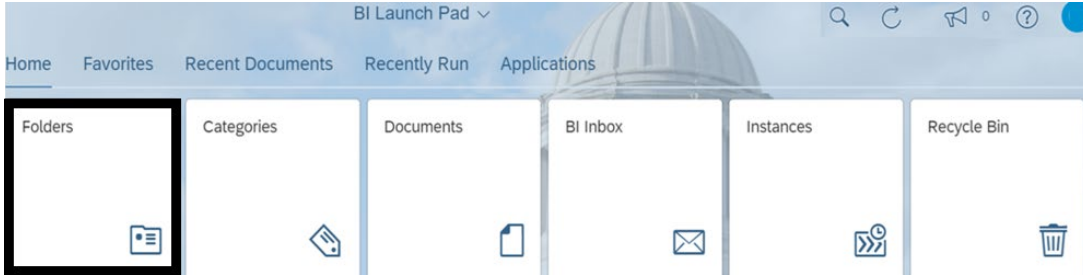 BI Launch Pad
0
Home Favorites Recent Documents Recently Run Applications
Folders Categories Documents BI Inbox Instances Recycle Bin